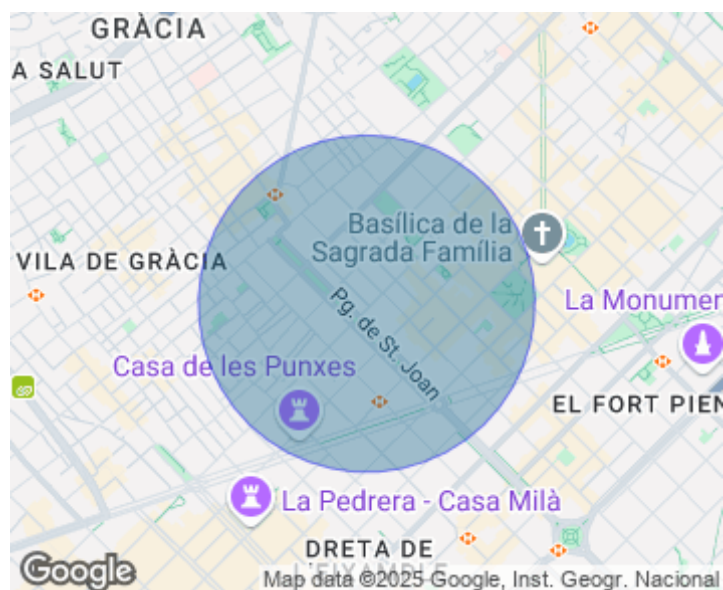 GRÀCIA
A SALUT
Basílica de la
Sagrada Família
VILA DE GRÀCIA
La Monumen
Pg. de St. Joan
Casa de les Punxes
EL FORT PIEN
La Pedrera - Casa Milà
DRETA DE
L'EIXAMPLE
Google
Map data ©2025 Google, Inst. Geogr. Nacional